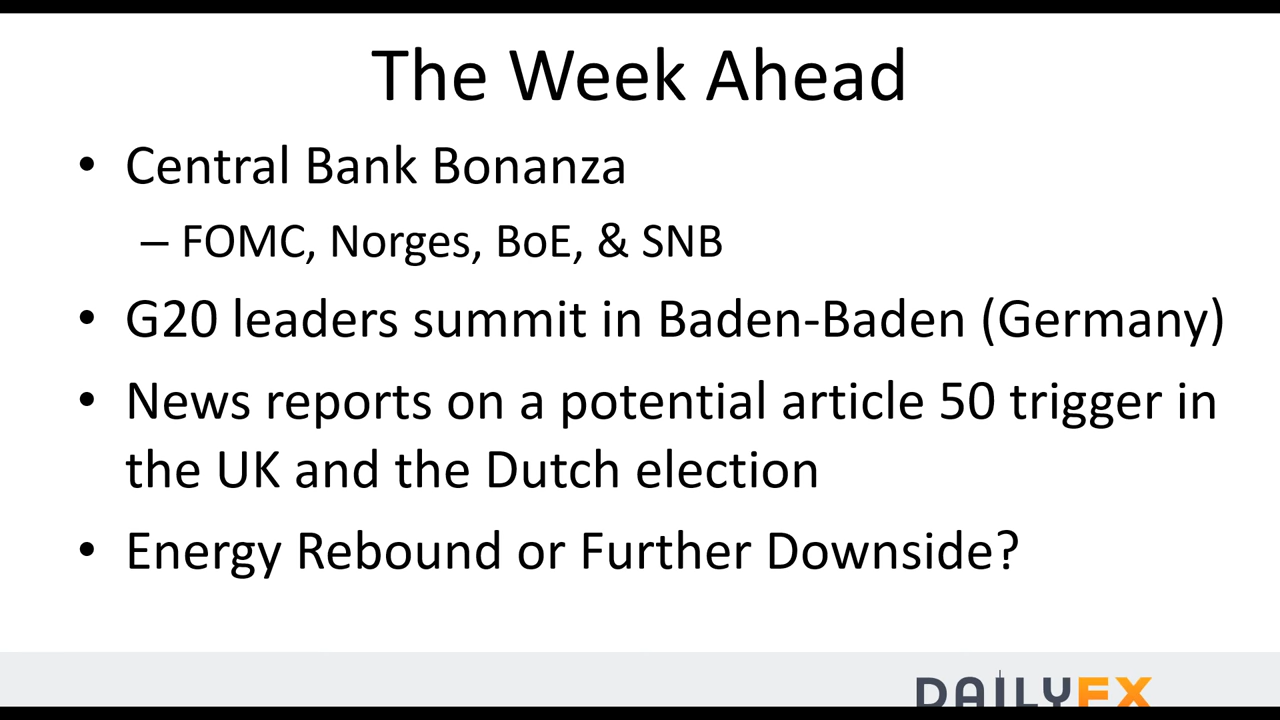 The Week Ahead
• Central Bank Bonanza
– FOMC, Norges, BoE, & SNB
• G20 leaders summit in Baden-Baden (Germany)
• News reports on a potential article 50 trigger in
the UK and the Dutch election
• Energy Rebound or Further Downside?
DAILYFX